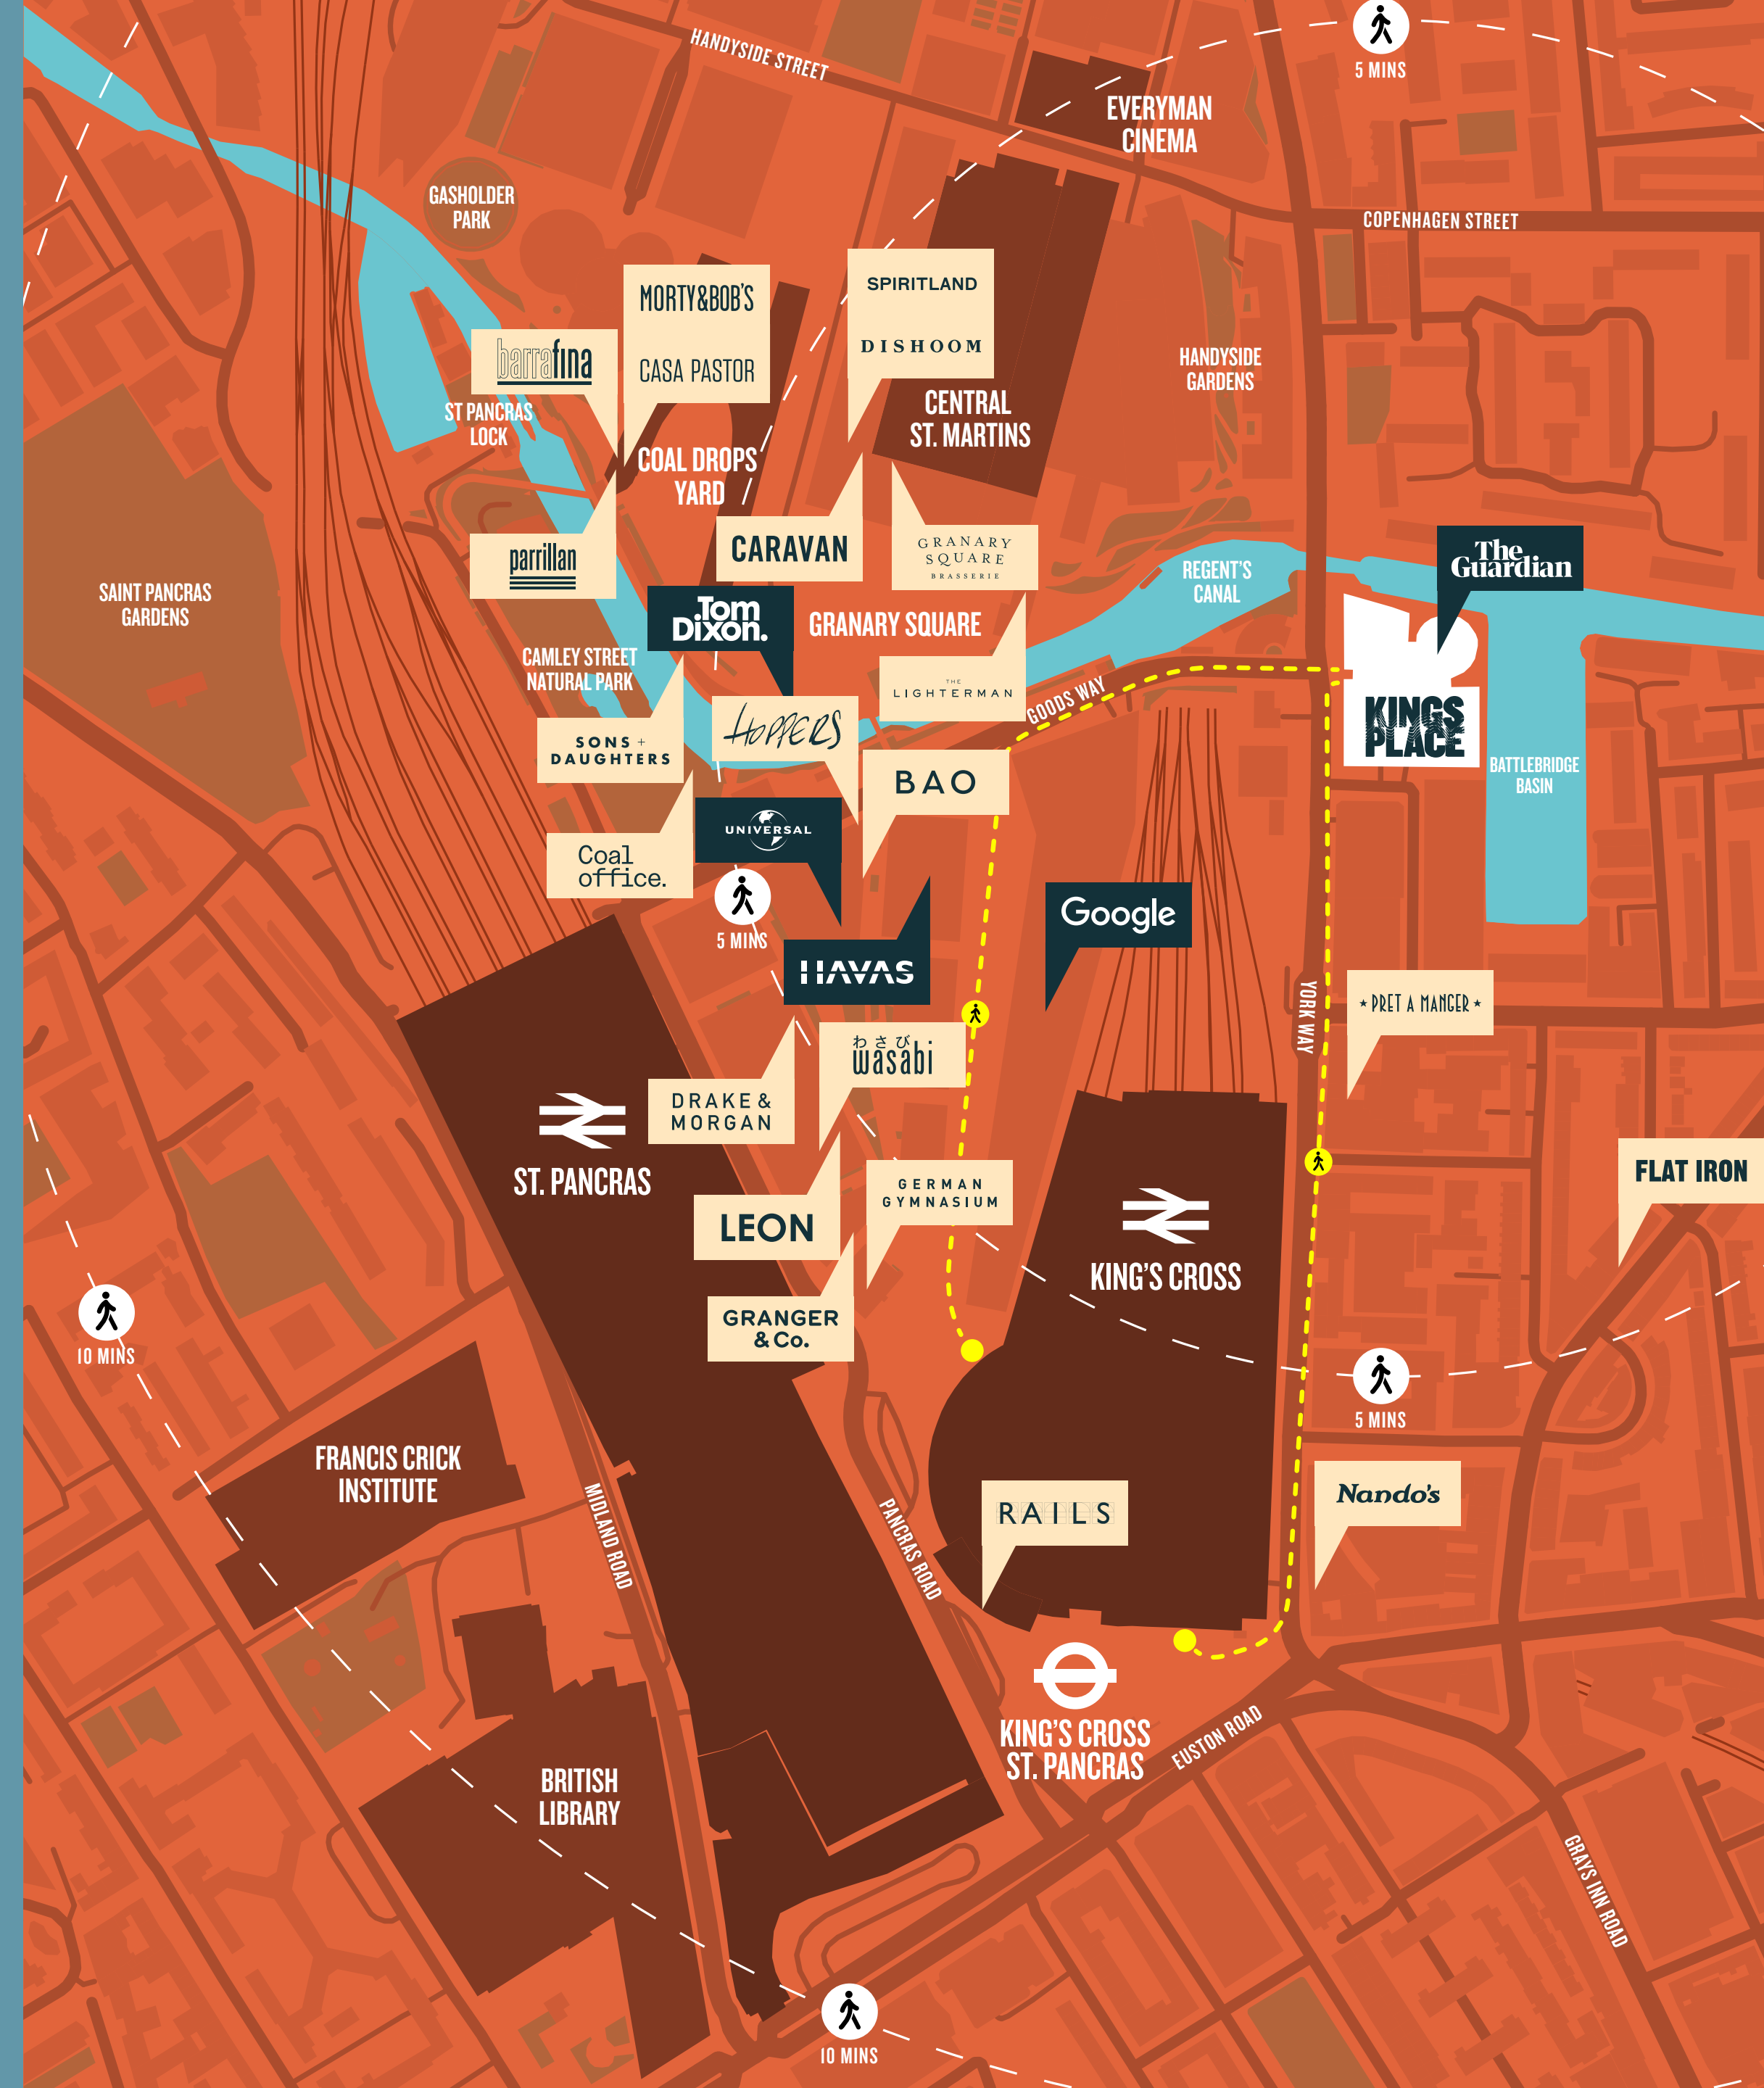 HANDYSIDE STREET
5 MINS
EVERYMAN
CINEMA
GASHOLDER
PARK
COPENHAGEN STREET
MORTY&BOB'S
CASA PASTOR
SPIRITLAND
DISHOOM
barrafina
HANDYSIDE
GARDENS
ST PANCRAS
LOCK
CENTRAL
ST. MARTINS
COAL DROPS
YARD
parrillan
CARAVAN
GRANARY
SQUARE
BRASSERIE
The
Guardian
REGENT'S
CANAL
SAINT PANCRAS
GARDENS
Tom
Dixon.
GRANARY SQUARE
CAMLEY STREET
NATURAL PARK
THE
LIGHTERMAN
GOODS WAY
SONS +
DAUGHTERS
HOPPERS
KINGS
PLACE
BAO
BATTLEBRIDGE
BASIN
UNIVERSAL
Coal
office.
5 MINS
Google
HAVAS
YORK WAY
★ PRET A MANGER ★
わさび
wasabi
DRAKE &
MORGAN
ST. PANCRAS
FLAT IRON
GERMAN
GYMNASIUM
LEON
KING'S CROSS
GRANGER
& Co.
10 MINS
5 MINS
FRANCIS CRICK
INSTITUTE
MIDLAND ROAD
PANCRAS ROAD
RAILS
Nando's
KING'S CROSS
ST. PANCRAS
EUSTON ROAD
BRITISH
LIBRARY
GRAYS INN ROAD
10 MINS